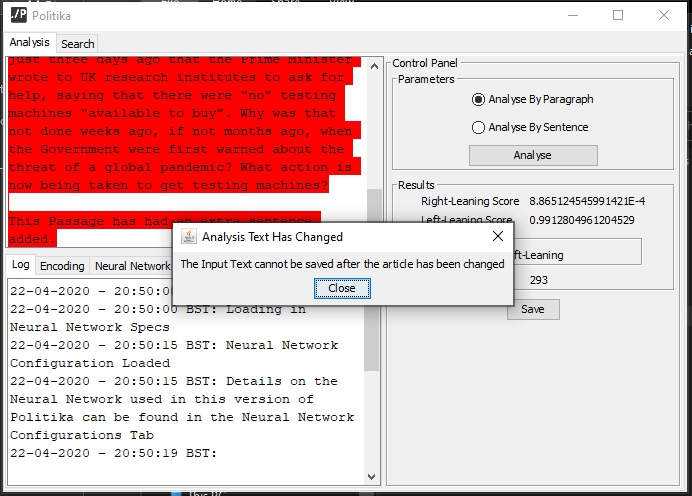 ./P Politika
Analysis Search
just three days ago that the Prime Minister
wrote to UK research institutes to ask for
help, saying that there were “no” testing
machines “available to buy”. Why was that
not done weeks ago, if not months ago, when
the Government were first warned about the
threat of a global pandemic? What action is
now being taken to get testing machines?
This Passage has had an extra sentence
added.
Control Panel
Parameters
Analyse By Paragraph
Analyse By Sentence
Analyse
Results
Right-Leaning Score 8.865124545991421E-4
Left-Leaning Score 0.9912804961204529
ft-Leaning
293
Save
Analysis Text Has Changed
The Input Text cannot be saved after the article has been changed
Close
Log Encoding Neural Network
22-04-2020 - 20:50:00
22-04-2020 - 20:50:00 BST: Loading in
Neural Network Specs
22-04-2020 - 20:50:15 BST: Neural Network
Configuration Loaded
22-04-2020 - 20:50:15 BST: Details on the
Neural Network used in this version of
Politika can be found in the Neural Network
Configurations Tab
22-04-2020 - 20:50:19 BST:
This PC